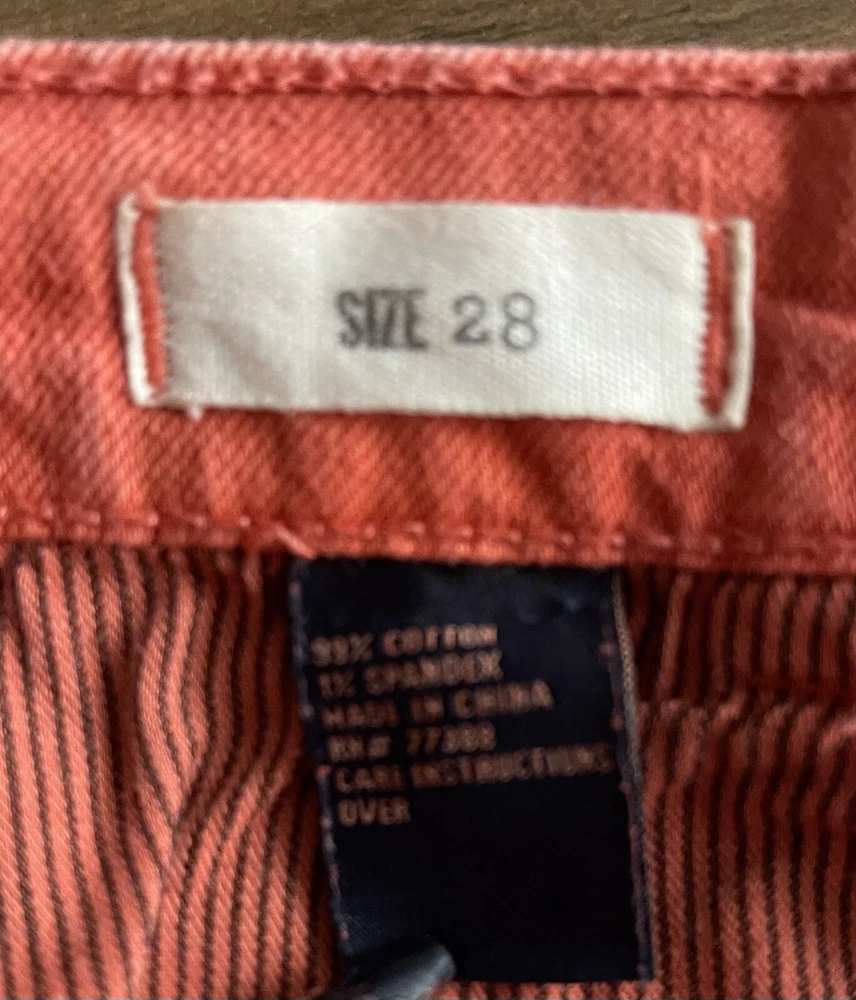 SIZE 28
99% COTTON
1% SPANDEX
MADE IN CHINA
RN# 77388
CARE INSTRUCTIONS
OVER